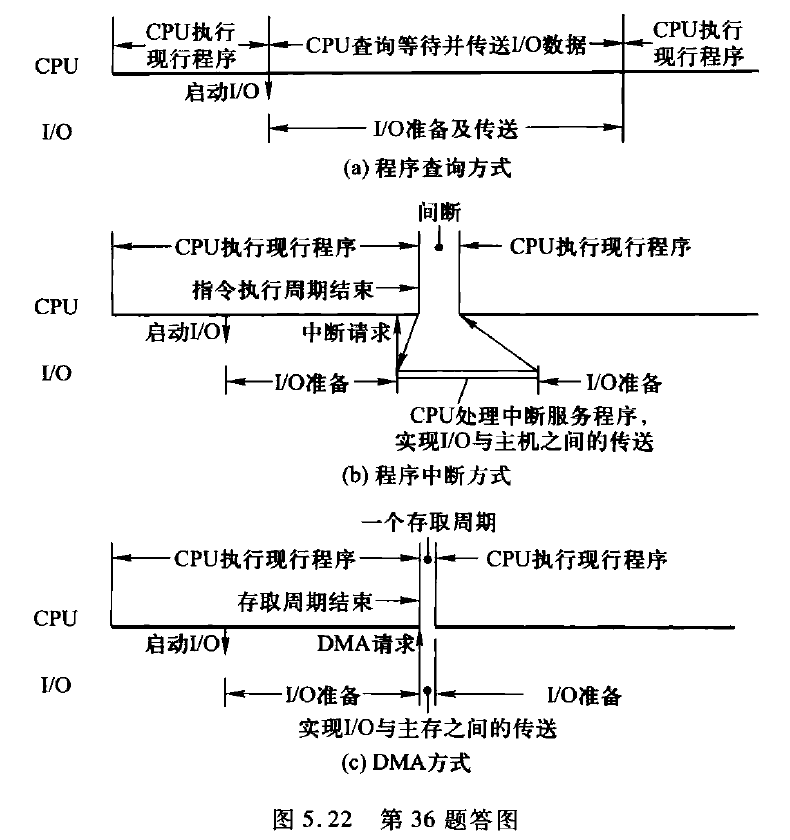 CPU执行
现行程序
CPU查询等待并传送I/O数据
CPU执行
现行程序
CPU
启动I/O
I/O
I/O准备及传送
(a) 程序查询方式
间断
CPU执行现行程序
CPU执行现行程序
指令执行周期结束
CPU
启动I/O
中断请求
I/O
I/O准备
I/O准备
CPU处理中断服务程序,
实现I/O与主机之间的传送
(b) 程序中断方式
一个存取周期
CPU执行现行程序
CPU执行现行程序
存取周期结束
CPU
启动I/O
DMA请求
I/O
I/O准备
I/O准备
实现I/O与主存之间的传送
(c) DMA方式
图 5.22 第 36 题答图